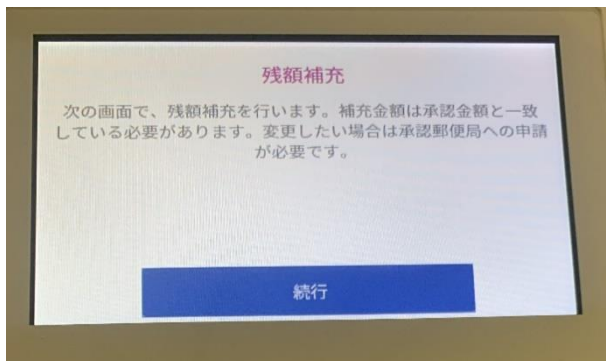 残額補充
次の画面で、残額補充を行います。補充金額は承認金額と一致
している必要があります。変更したい場合は承認郵便局への申請
が必要です。
続行